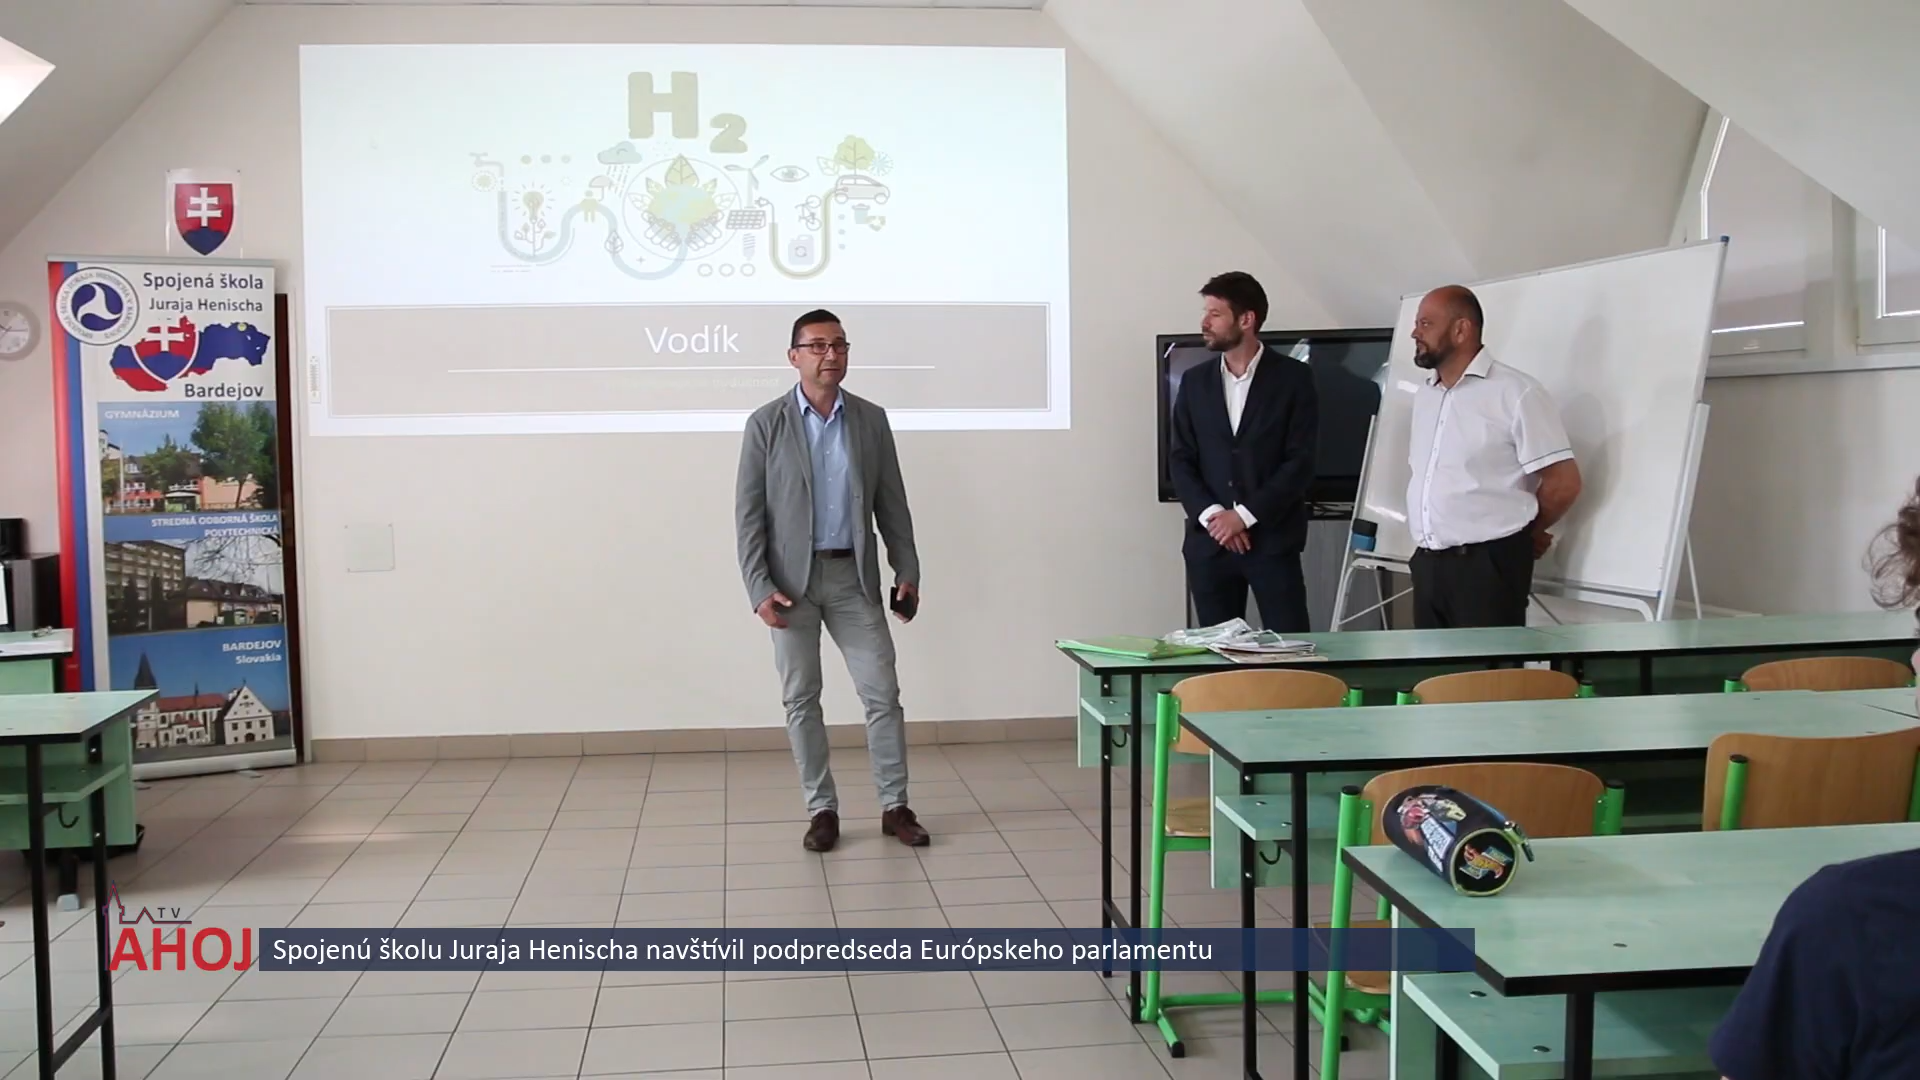 H2
Vodík
Spojená škola
Juraja Henischa
Bardejov
GYMNÁZIUM
STREDNÁ ODBORNÁ ŠKOLA
POLYTECHNICKÁ
BARDEJOV
Slovakia
TV
AHOJ
Spojenú školu Juraja Henischa navštívil podpredseda Európskeho parlamentu